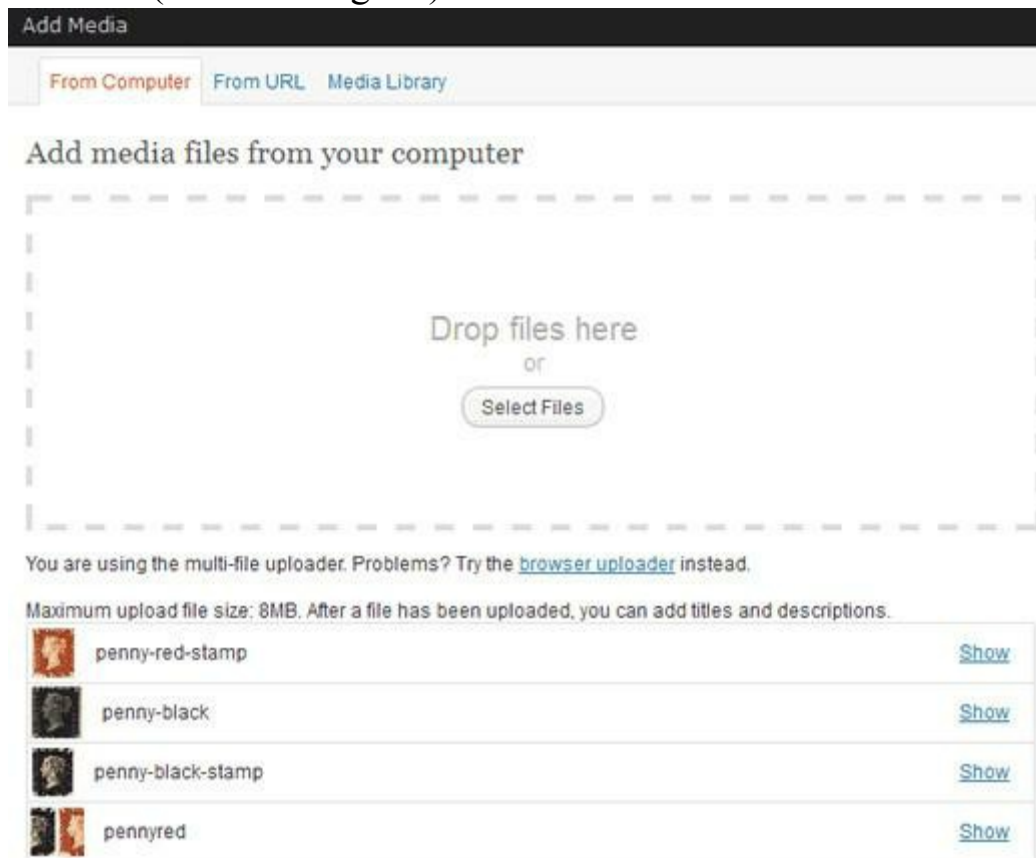 Add Media
From Computer From URL Media Library
Add media files from your computer
Drop files here
or
Select Files
You are using the multi-file uploader. Problems? Try the browser uploader instead.
Maximum upload file size: 8MB. After a file has been uploaded, you can add titles and descriptions.
penny-red-stamp Show
penny-black Show
penny-black-stamp Show
pennyred Show